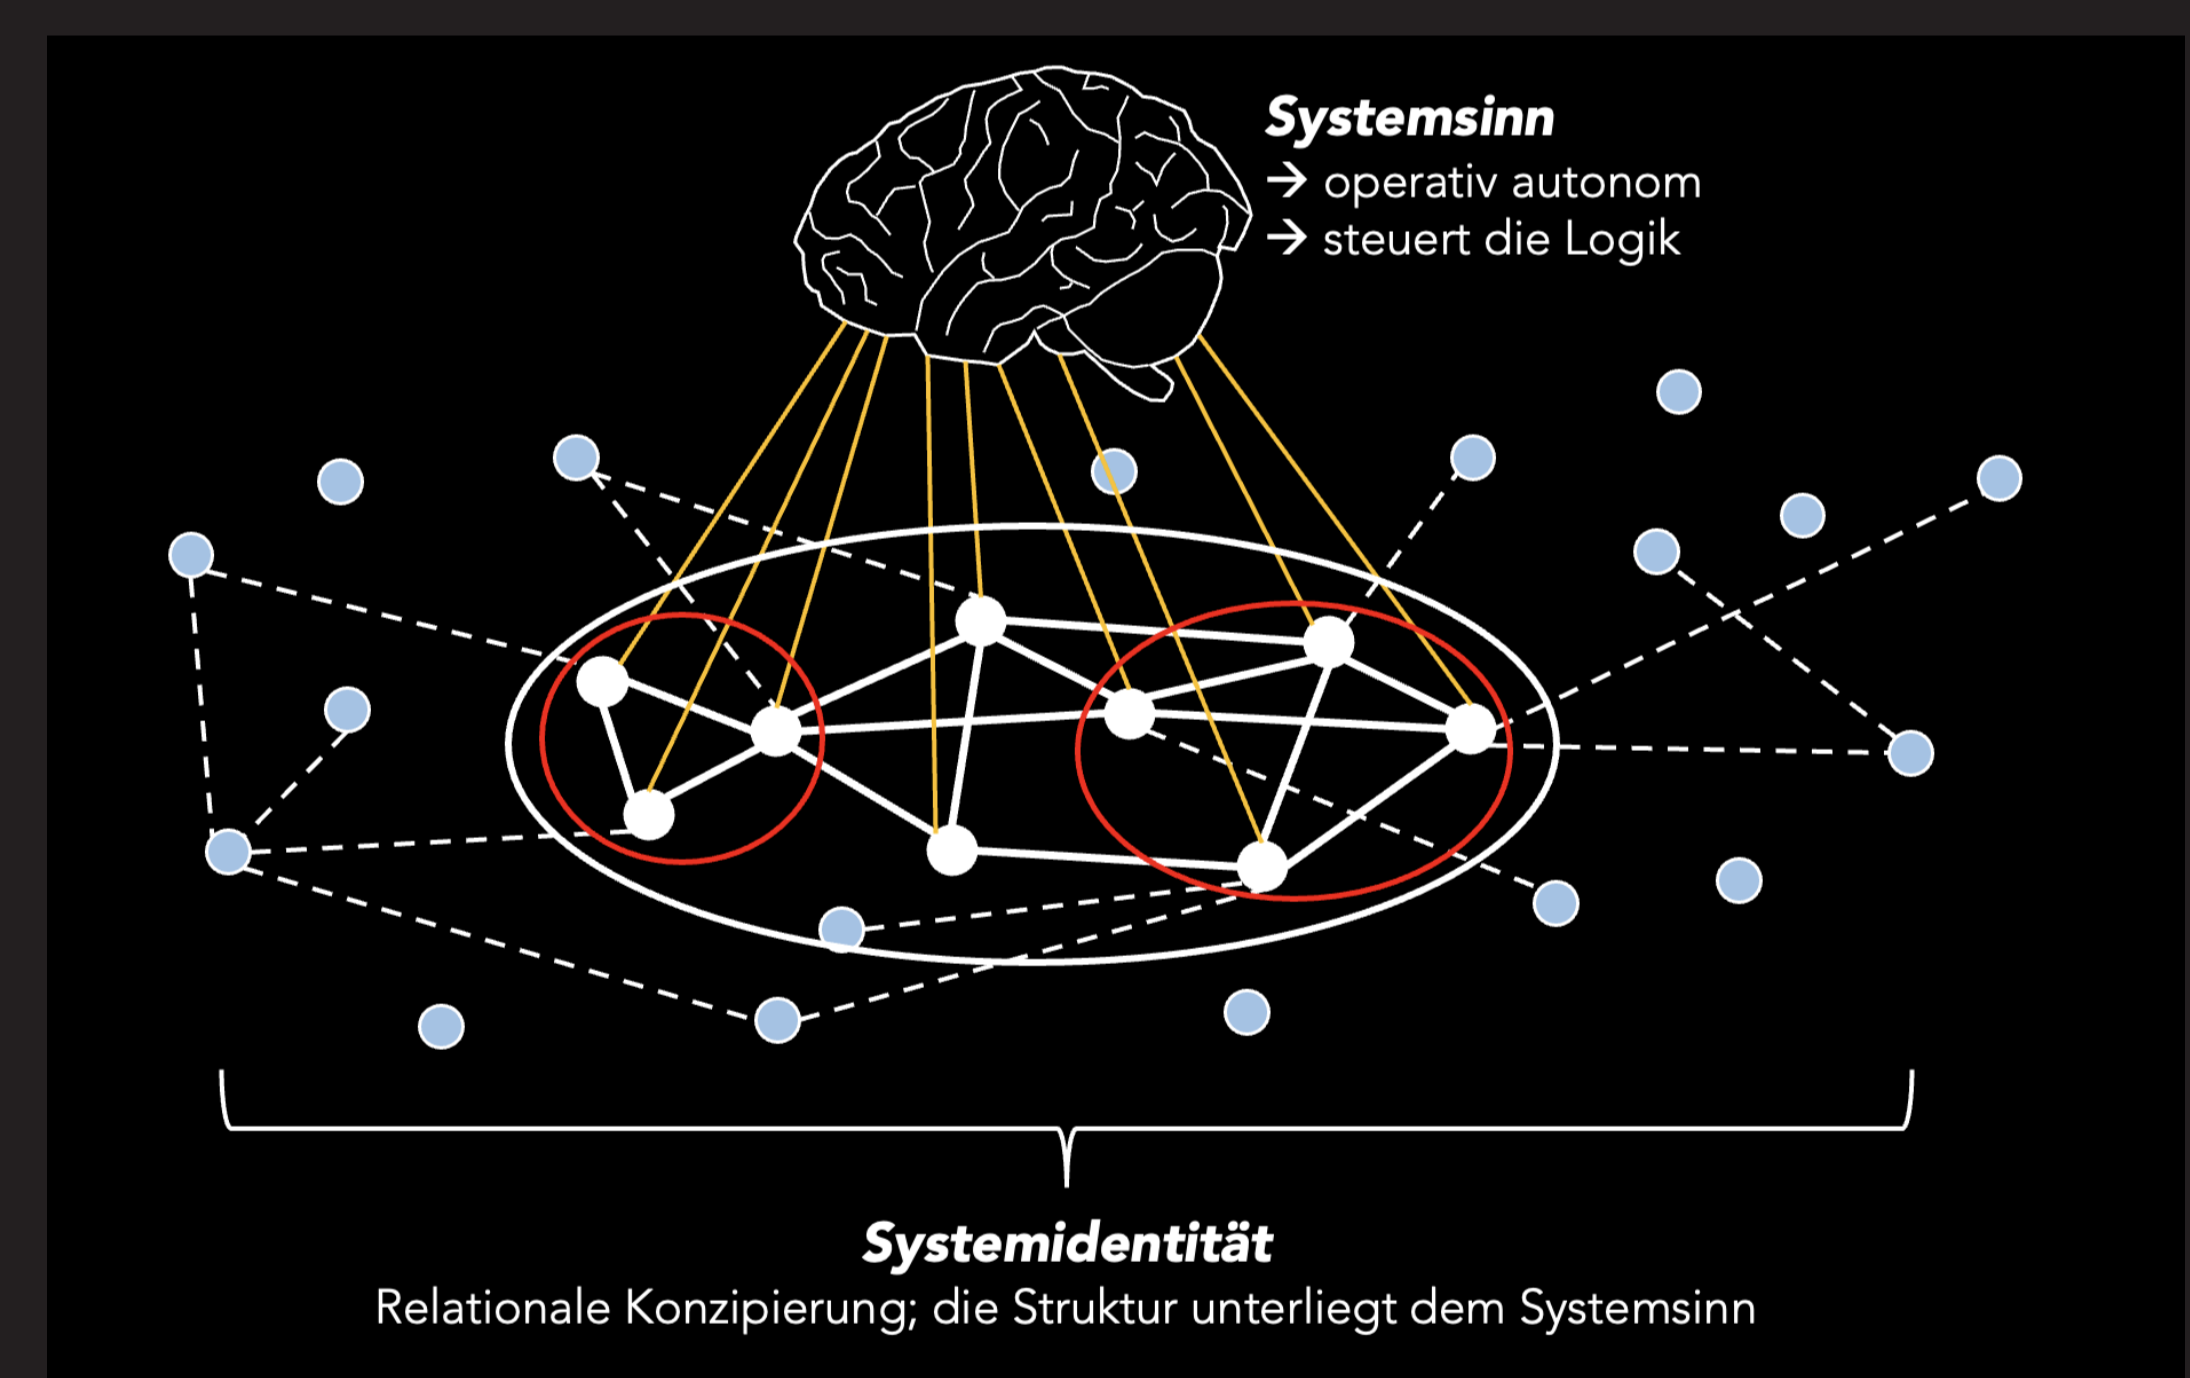 Systemsinn
→ operativ autonom
→ steuert die Logik
Systemidentität
Relationale Konzipierung; die Struktur unterliegt dem Systemsinn